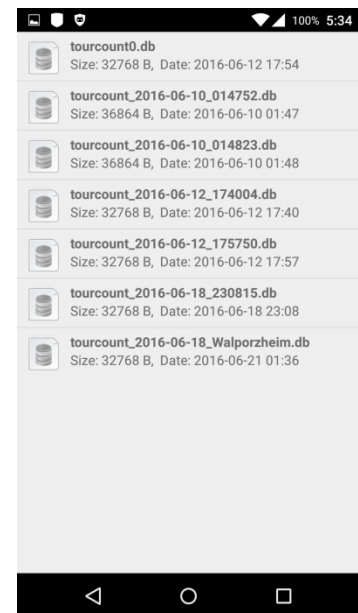 100% 5:34
tourcount0.db
Size: 32768 B, Date: 2016-06-12 17:54
tourcount_2016-06-10_014752.db
Size: 36864 B, Date: 2016-06-10 01:47
tourcount_2016-06-10_014823.db
Size: 36864 B, Date: 2016-06-10 01:48
tourcount_2016-06-12_174004.db
Size: 32768 B, Date: 2016-06-12 17:40
tourcount_2016-06-12_175750.db
Size: 32768 B, Date: 2016-06-12 17:57
tourcount_2016-06-18_230815.db
Size: 32768 B, Date: 2016-06-18 23:08
tourcount_2016-06-18_Walporzheim.db
Size: 32768 B, Date: 2016-06-21 01:36